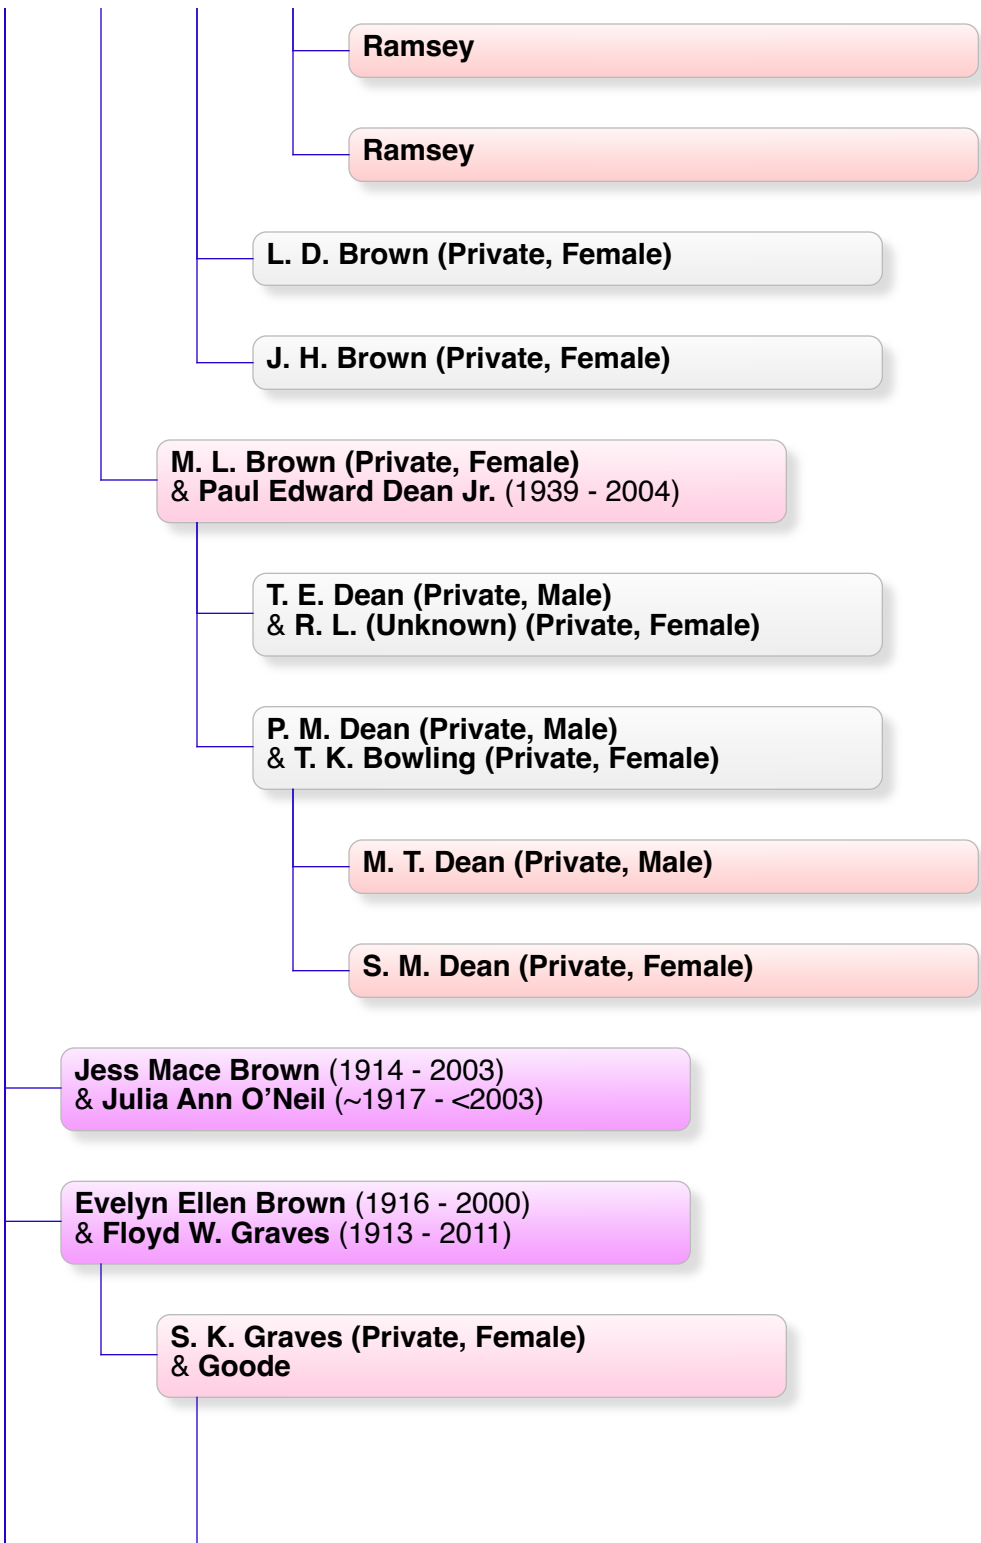 Ramsey
Ramsey
L. D. Brown (Private, Female)
J. H. Brown (Private, Female)
M. L. Brown (Private, Female)
& Paul Edward Dean Jr. (1939 - 2004)
T. E. Dean (Private, Male)
& R. L. (Unknown) (Private, Female)
P. M. Dean (Private, Male)
& T. K. Bowling (Private, Female)
M. T. Dean (Private, Male)
S. M. Dean (Private, Female)
Jess Mace Brown (1914 - 2003)
& Julia Ann O’Neil (~1917 - <2003)
Evelyn Ellen Brown (1916 - 2000)
& Floyd W. Graves (1913 - 2011)
S. K. Graves (Private, Female)
& Goode